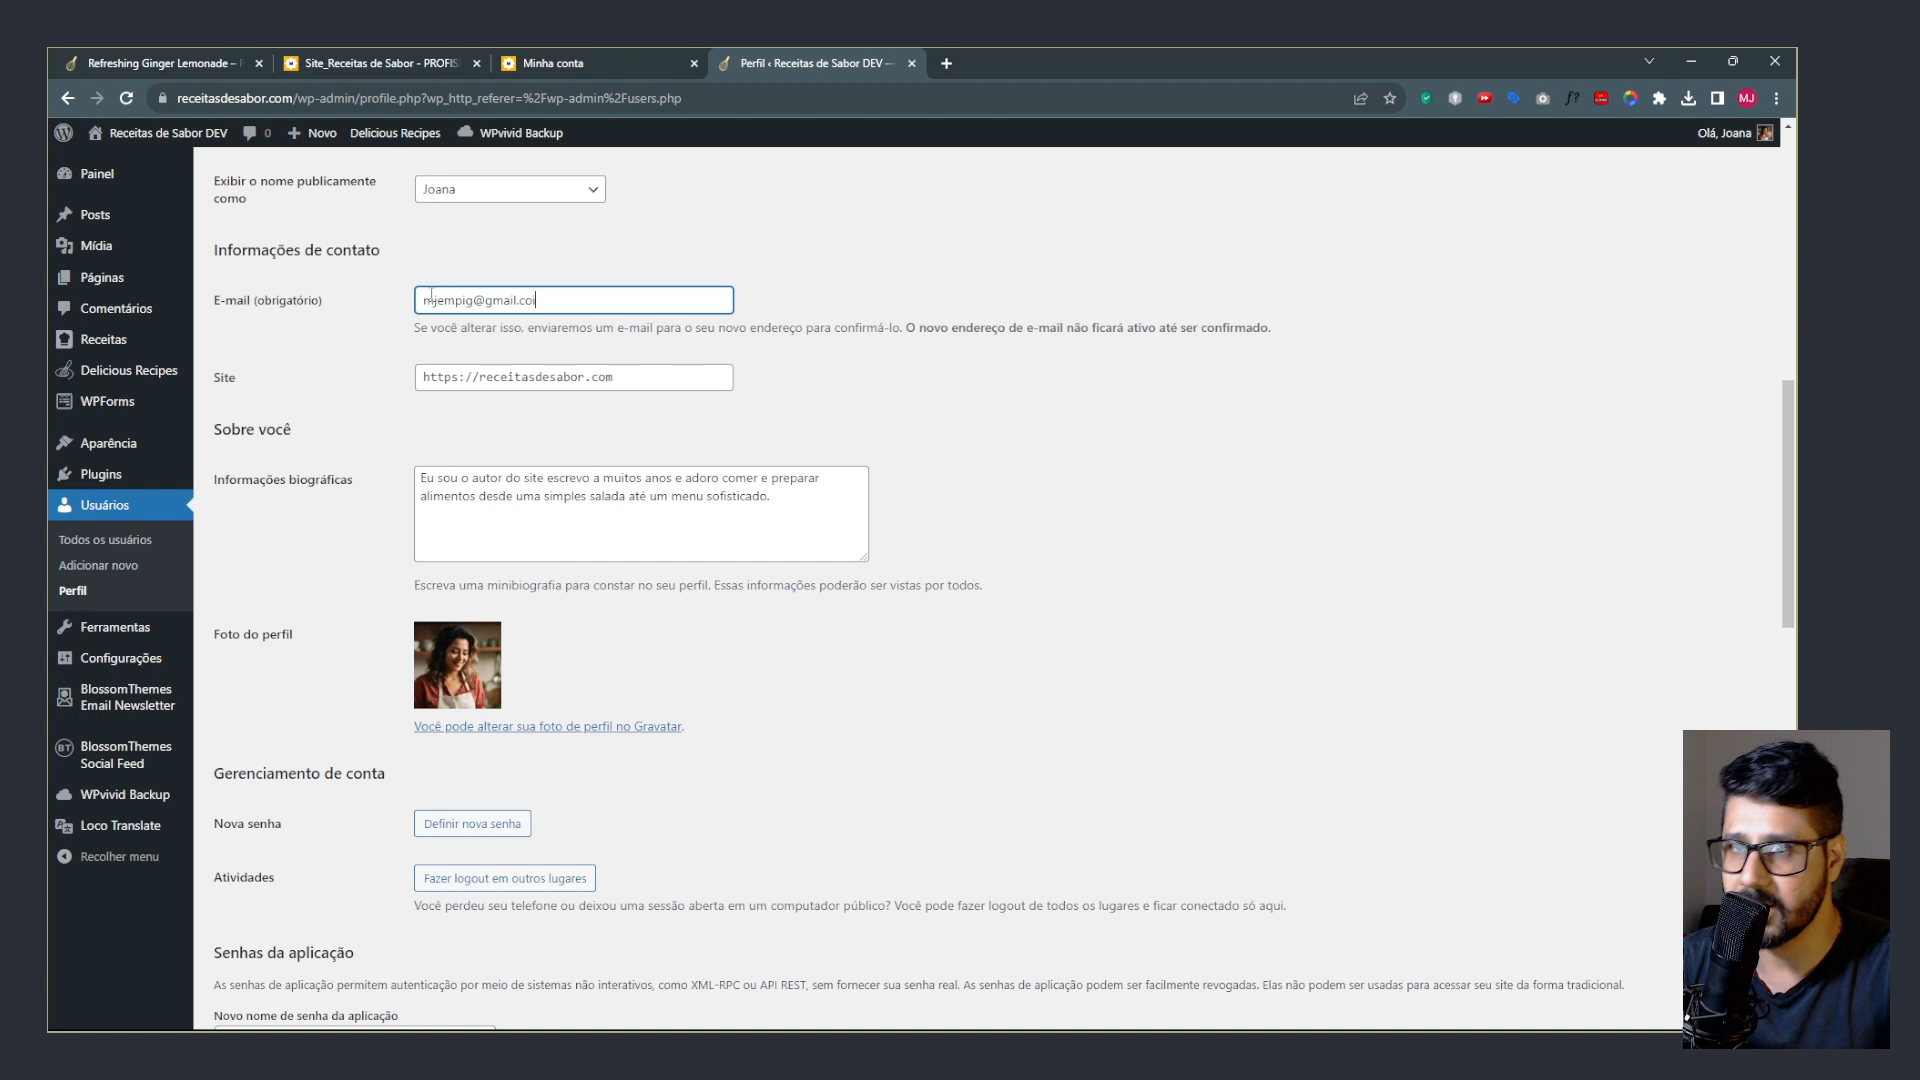 Refreshing Ginger Lemonade –
Site_Receitas de Sabor - PROFIS
Minha conta
Perfil ‹ Receitas de Sabor DEV —
receitasdesabor.com/wp-admin/profile.php?wp_http_referer=%2Fwp-admin%2Fusers.php
MJ
Receitas de Sabor DEV
0
Novo
Delicious Recipes
WPvivid Backup
Olá, Joana
Painel
Posts
Mídia
Páginas
Comentários
Receitas
Delicious Recipes
WPForms
Aparência
Plugins
Usuários
Todos os usuários
Adicionar novo
Perfil
Ferramentas
Configurações
BlossomThemes
Email Newsletter
BT
BlossomThemes
Social Feed
WPvivid Backup
Loco Translate
Recolher menu
Exibir o nome publicamente
como
Joana
Informações de contato
E-mail (obrigatório)
Se você alterar isso, enviaremos um e-mail para o seu novo endereço para confirmá-lo. O novo endereço de e-mail não ficará ativo até ser confirmado.
Site
https://receitasdesabor.com
Sobre você
Informações biográficas
Eu sou o autor do site escrevo a muitos anos e adoro comer e preparar
alimentos desde uma simples salada até um menu sofisticado.
Escreva uma minibiografia para constar no seu perfil. Essas informações poderão ser vistas por todos.
Foto do perfil
Você pode alterar sua foto de perfil no Gravatar.
Gerenciamento de conta
Nova senha
Definir nova senha
Atividades
Fazer logout em outros lugares
Você perdeu seu telefone ou deixou uma sessão aberta em um computador público? Você pode fazer logout de todos os lugares e ficar conectado só aqui.
Senhas da aplicação
As senhas de aplicação permitem autenticação por meio de sistemas não interativos, como XML-RPC ou API REST, sem fornecer sua senha real. As senhas de aplicação podem ser facilmente revogadas. Elas não podem ser usadas para acessar seu site da forma tradicional.
Novo nome de senha da aplicação